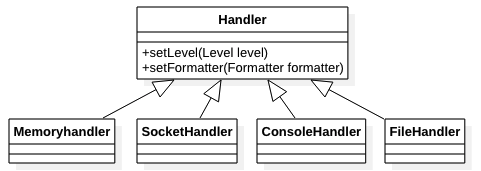 Handler
+setLevel(Level level)
+setFormatter(Formatter formatter)
Memoryhandler
SocketHandler
ConsoleHandler
FileHandler